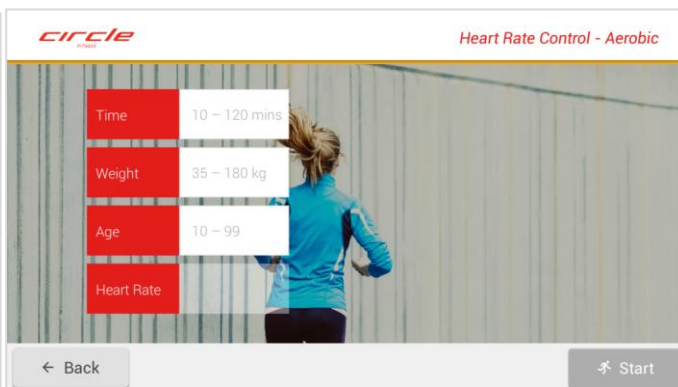 circle
FITNESS
Heart Rate Control - Aerobic
Time 10 – 120 mins
Weight 35 – 180 kg
Age 10 – 99
Heart Rate
← Back
Start